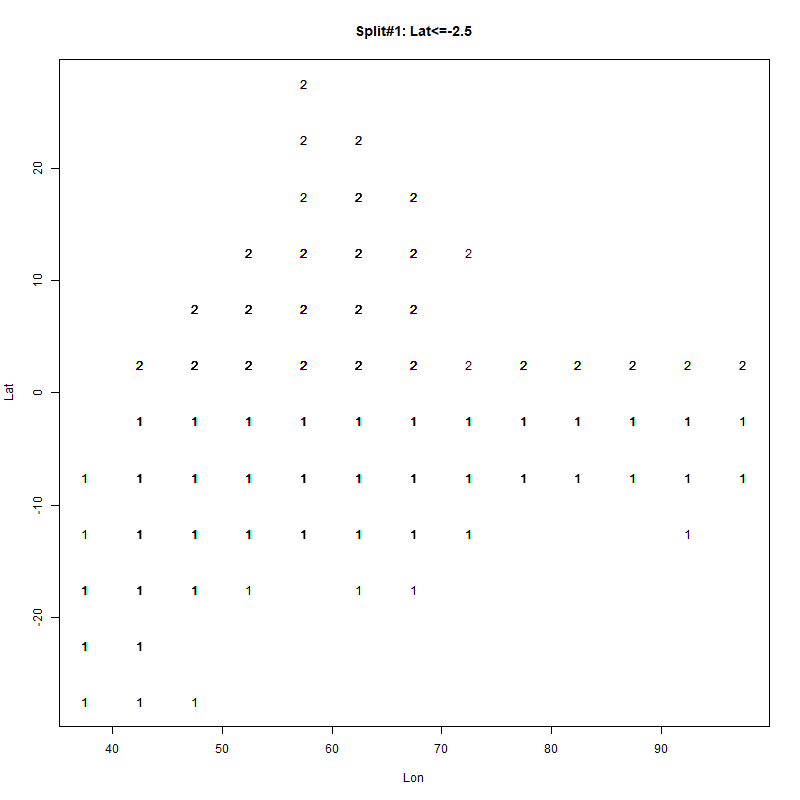 Split#1: Lat<=-2.5
2
2 2
20
2 2 2
2 2 2 2 2
10
2 2 2 2 2
2 2 2 2 2 2 2 2 2 2 2 2
0
Lat
1 1 1 1 1 1 1 1 1 1 1 1
1 1 1 1 1 1 1 1 1 1 1 1 1
-10
1 1 1 1 1 1 1 1 1
1 1 1 1 1 1
-20
1 1
1 1 1
40 50 60 70 80 90
Lon